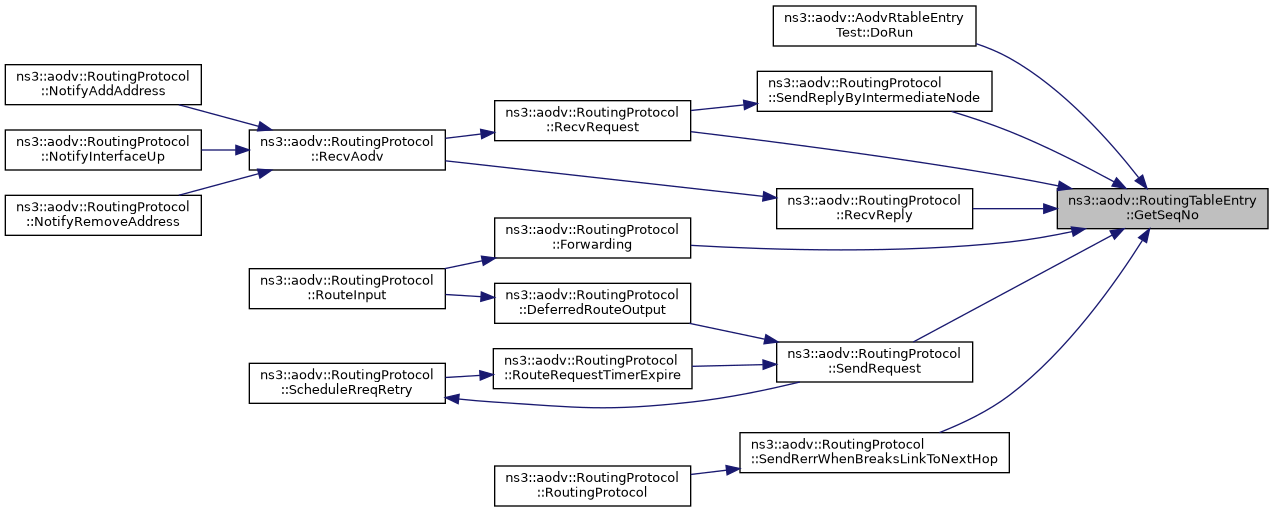 ns3::aodv::AodvRtableEntry
Test::DoRun
ns3::aodv::RoutingProtocol
::NotifyAddAddress
ns3::aodv::RoutingProtocol
::SendReplyByIntermediateNode
ns3::aodv::RoutingProtocol
::RecvRequest
ns3::aodv::RoutingProtocol
::NotifyInterfaceUp
ns3::aodv::RoutingProtocol
::RecvAodv
ns3::aodv::RoutingProtocol
::NotifyRemoveAddress
ns3::aodv::RoutingProtocol
::RecvReply
ns3::aodv::RoutingTableEntry
::GetSeqNo
ns3::aodv::RoutingProtocol
::Forwarding
ns3::aodv::RoutingProtocol
::RouteInput
ns3::aodv::RoutingProtocol
::DeferredRouteOutput
ns3::aodv::RoutingProtocol
::SendRequest
ns3::aodv::RoutingProtocol
::RouteRequestTimerExpire
ns3::aodv::RoutingProtocol
::ScheduleRreqRetry
ns3::aodv::RoutingProtocol
::SendRerrWhenBreaksLinkToNextHop
ns3::aodv::RoutingProtocol
::RoutingProtocol